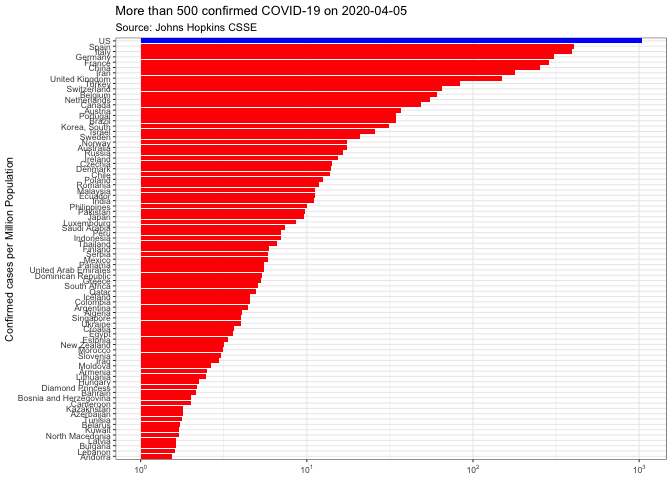 More than 500 confirmed COVID-19 on 2020-04-05
Source: Johns Hopkins CSSE
Confirmed cases per Million Population
US
Spain
Italy
Germany
France
China
Iran
United Kingdom
Turkey
Switzerland
Belgium
Netherlands
Canada
Austria
Portugal
Brazil
Korea, South
Israel
Sweden
Norway
Australia
Russia
Ireland
Czechia
Denmark
Chile
Poland
Romania
Malaysia
Ecuador
India
Philippines
Pakistan
Japan
Luxembourg
Saudi Arabia
Peru
Indonesia
Thailand
Finland
Serbia
Mexico
Panama
United Arab Emirates
Dominican Republic
Greece
South Africa
Qatar
Iceland
Colombia
Argentina
Algeria
Singapore
Ukraine
Croatia
Egypt
Estonia
New Zealand
Morocco
Slovenia
Iraq
Moldova
Armenia
Lithuania
Hungary
Diamond Princess
Bahrain
Bosnia and Herzegovina
Cameroon
Kazakhstan
Azerbaijan
Tunisia
Belarus
Kuwait
North Macedonia
Latvia
Bulgaria
Lebanon
Andorra
10⁰ 10¹ 10² 10³